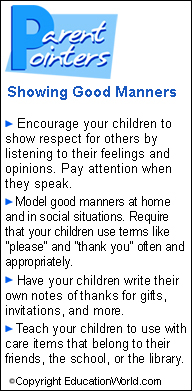 Parent
Pointers
Showing Good Manners
► Encourage your children to
show respect for others by
listening to their feelings and
opinions. Pay attention when
they speak.
►Model good manners at home
and in social situations. Require
that your children use terms like
"please" and "thank you" often and
appropriately.
► Have your children write their
own notes of thanks for gifts,
invitations, and more.
►Teach your children to use with
care items that belong to their
friends, the school, or the library.
©Copyright EducationWorld.com